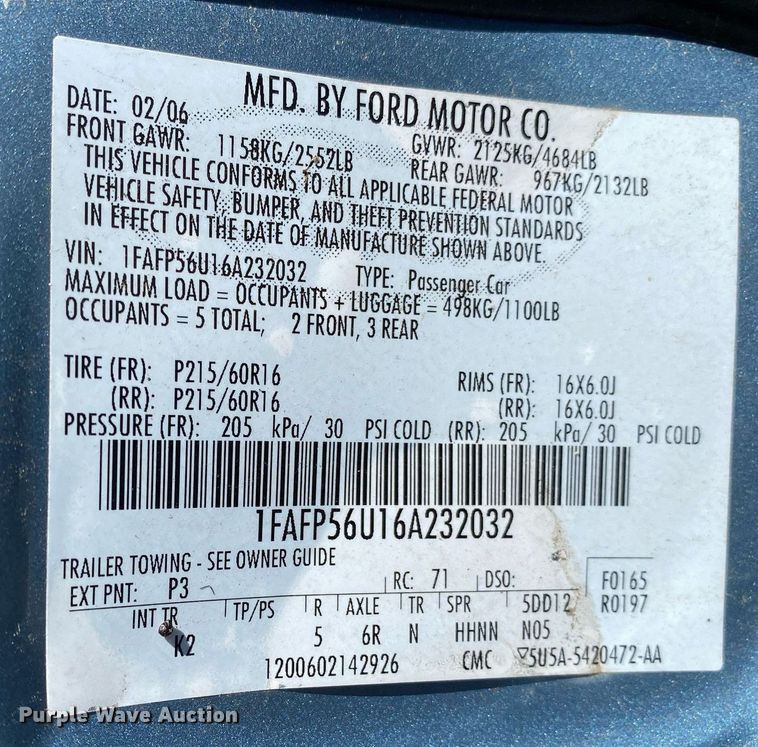 MFD. BY FORD MOTOR CO.
DATE: 02/06 GVWR: 2125KG/4684LB
FRONT GAWR: 1158KG/2552LB REAR GAWR: 967KG/2132LB
THIS VEHICLE CONFORMS TO ALL APPLICABLE FEDERAL MOTOR
VEHICLE SAFETY, BUMPER, AND THEFT PREVENTION STANDARDS
IN EFFECT ON THE DATE OF MANUFACTURE SHOWN ABOVE.
VIN: 1FAFP56U16A232032 TYPE: Passenger Car
MAXIMUM LOAD = OCCUPANTS + LUGGAGE = 498KG/1100LB
OCCUPANTS = 5 TOTAL; 2 FRONT, 3 REAR
TIRE (FR): P215/60R16 RIMS (FR): 16X6.0J
(RR): P215/60R16 (RR): 16X6.0J
PRESSURE (FR): 205 kPa/ 30 PSI COLD (RR): 205 kPa/ 30 PSI COLD
1FAFP56U16A232032
TRAILER TOWING - SEE OWNER GUIDE
EXT PNT: P3 RC: 71 DSO: F0165
INT TR TP/PS R AXLE TR SPR 5DD12 R0197
K2 5 6R N HHNN N05
1200602142926 CMC 5U5A-5420472-AA
Purple Wave Auction